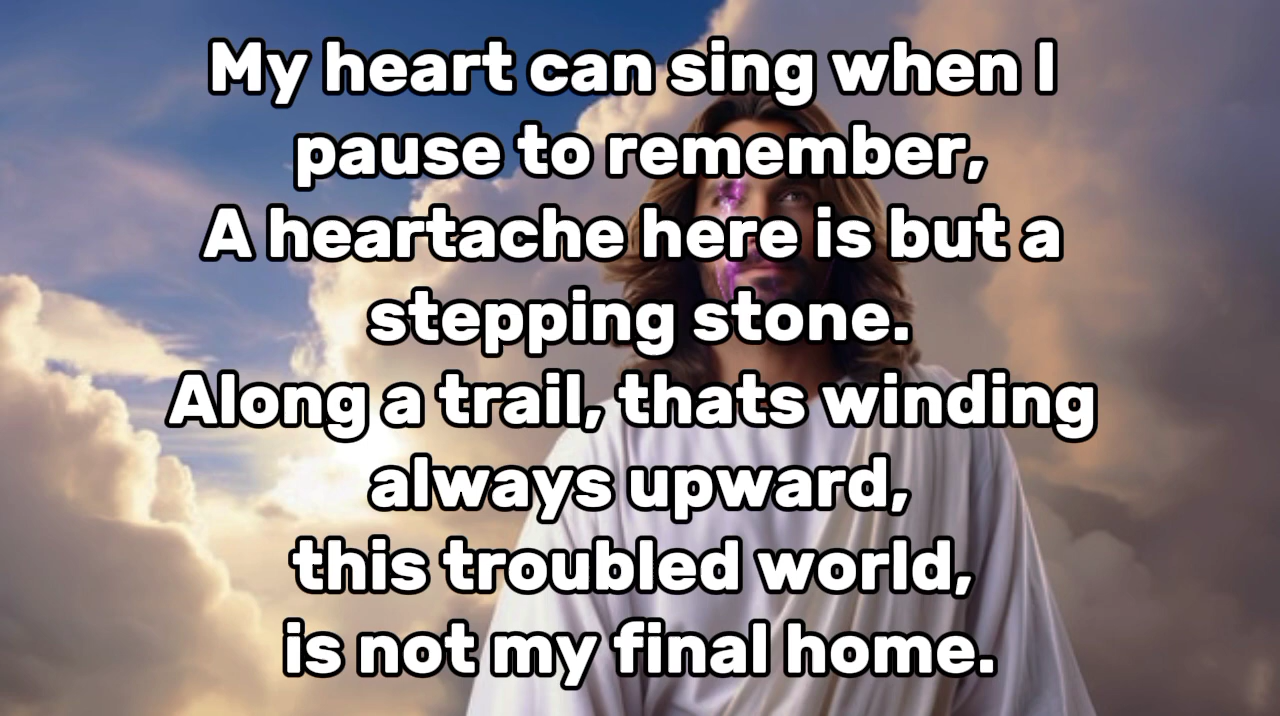 My heart can sing when I
pause to remember,
A heartache here is but a
stepping stone.
Along a trail, thats winding
always upward,
this troubled world,
is not my final home.